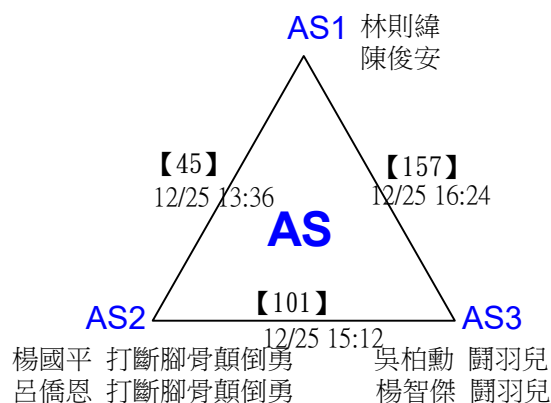 AS1 林則緯
陳俊安
【45】 【157】
12/25 13:36 12/25 16:24
AS
【101】
AS2 AS3
12/25 15:12
楊國平 打斷腳骨顛倒勇 吳柏勳 鬪羽兒
呂僑恩 打斷腳骨顛倒勇 楊智傑 鬪羽兒